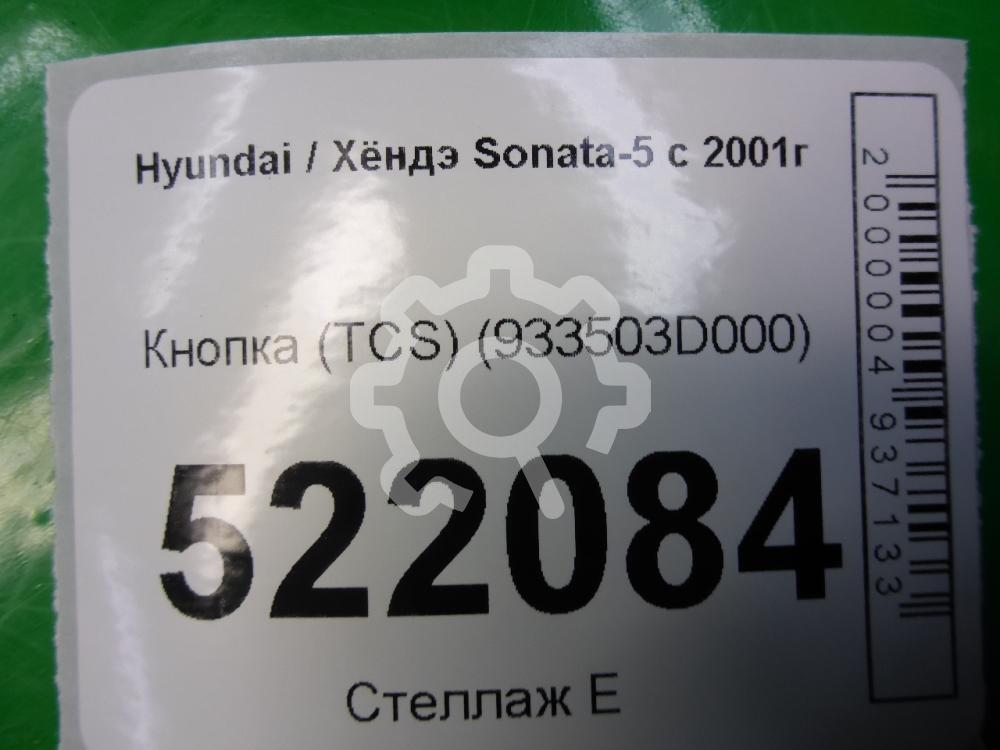 Hyundai / Хёндэ Sonata-5 с 2001г
Кнопка (TCS) (933503D000)
522084
Стеллаж Е
2000004937133